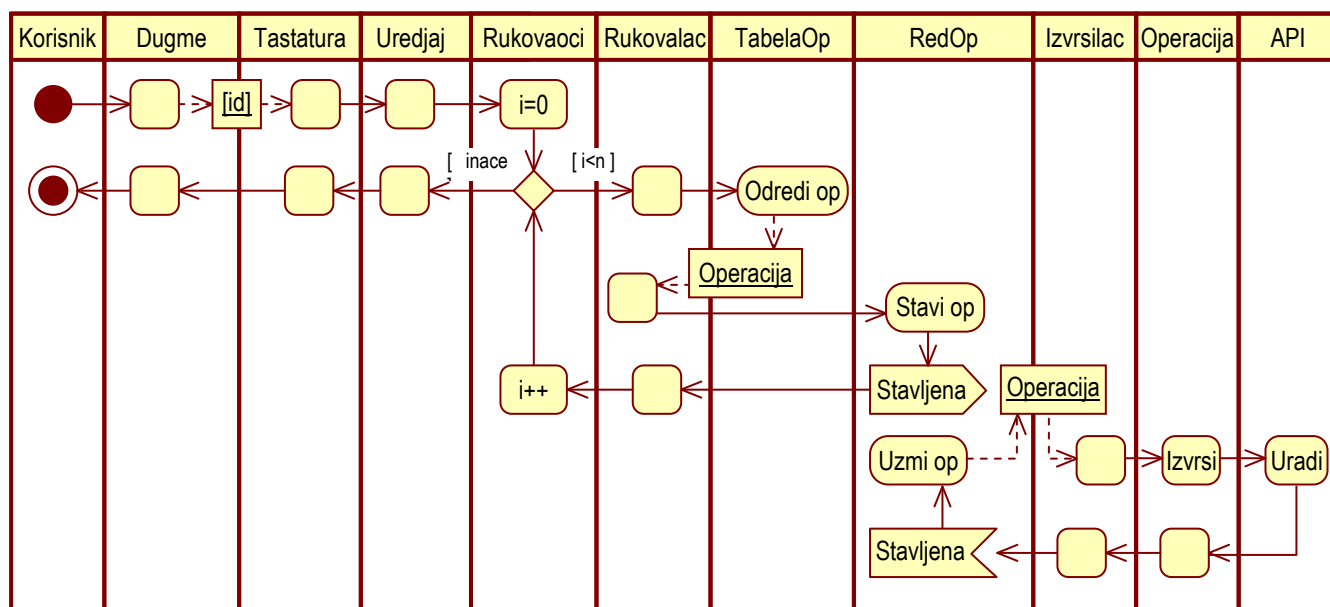 Korisnik Dugme Tastatura Uredjaj Rukovaoci Rukovalac TabelaOp RedOp Izvrsilac Operacija API
[id] i=0
[ inace ] [ i<n ]
Odredi op
Operacija
Stavi op
i++ Stavljena Operacija
Uzmi op Izvrsi Uradi
Stavljena